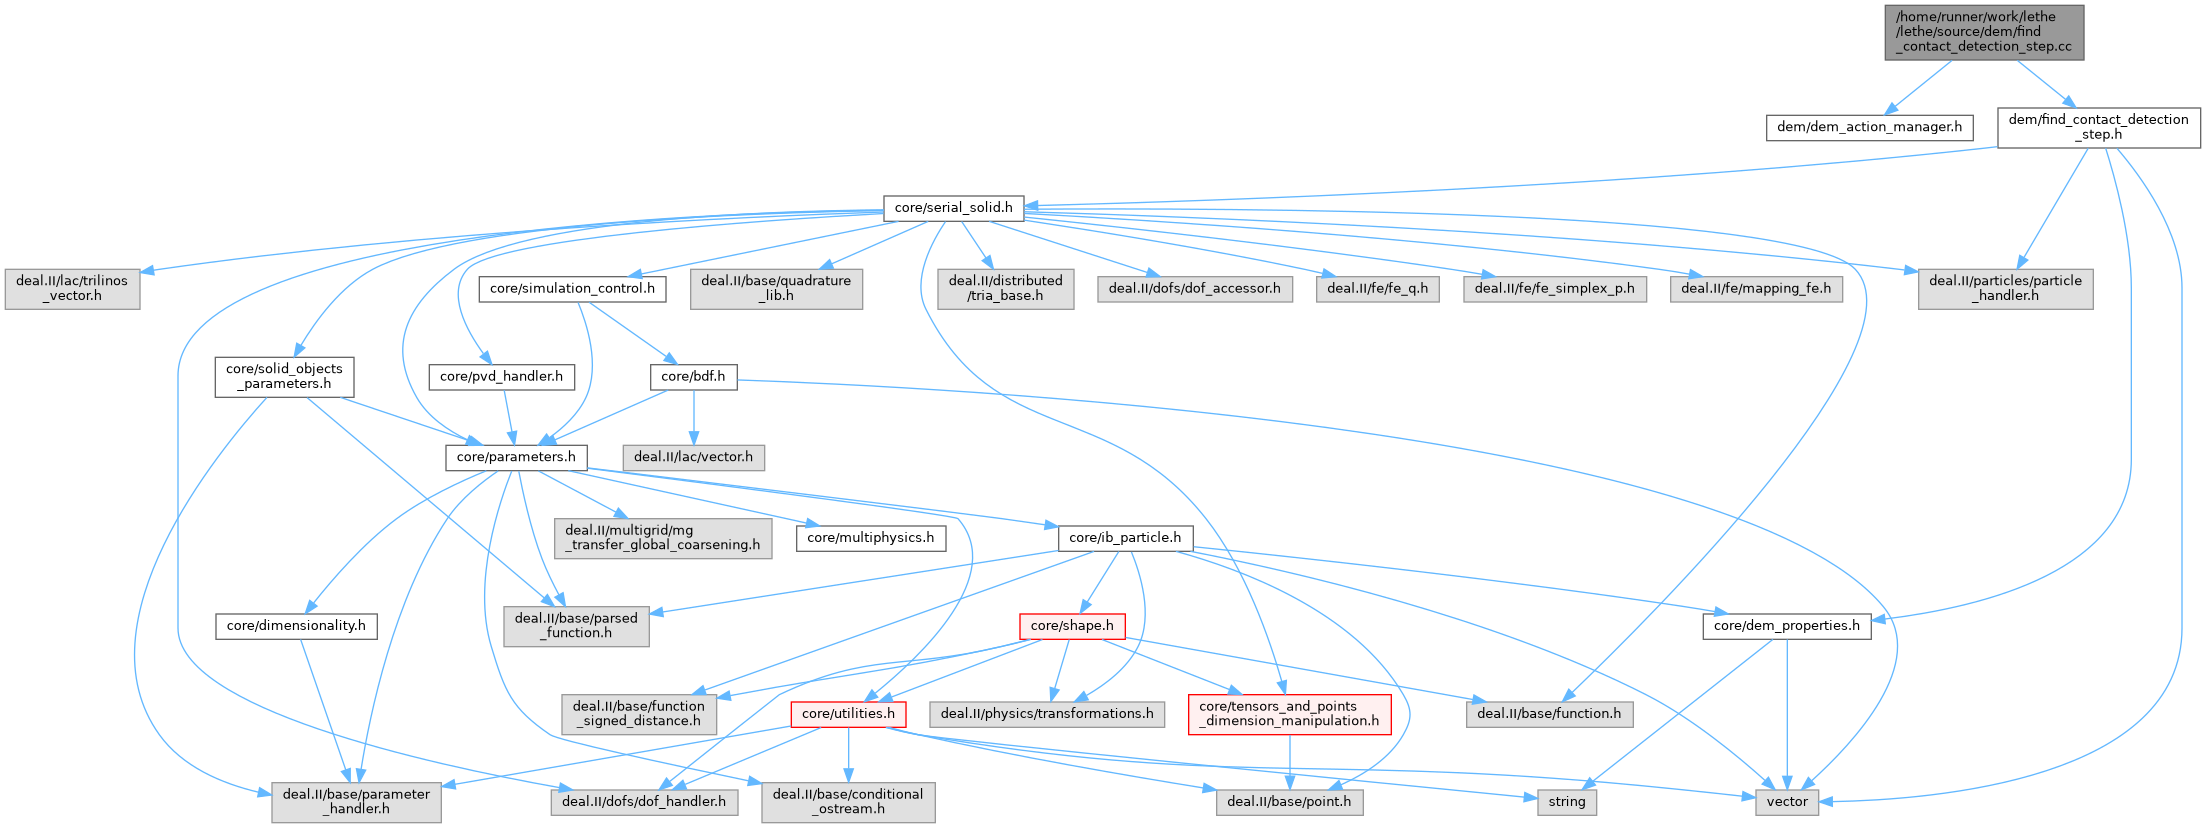 /home/runner/work/lethe
/lethe/source/dem/find
_contact_detection_step.cc
dem/dem_action_manager.h
dem/find_contact_detection
_step.h
core/serial_solid.h
deal.II/lac/trilinos
_vector.h
core/simulation_control.h
deal.II/base/quadrature
_lib.h
deal.II/distributed
/tria_base.h
deal.II/dofs/dof_accessor.h
deal.II/fe/fe_q.h
deal.II/fe/fe_simplex_p.h
deal.II/fe/mapping_fe.h
deal.II/particles/particle
_handler.h
core/solid_objects
_parameters.h
core/pvd_handler.h
core/bdf.h
core/parameters.h
deal.II/lac/vector.h
deal.II/multigrid/mg
_transfer_global_coarsening.h
core/multiphysics.h
core/ib_particle.h
core/dimensionality.h
deal.II/base/parsed
_function.h
core/shape.h
core/dem_properties.h
deal.II/base/function
_signed_distance.h
core/utilities.h
deal.II/physics/transformations.h
core/tensors_and_points
_dimension_manipulation.h
deal.II/base/function.h
deal.II/base/parameter
_handler.h
deal.II/dofs/dof_handler.h
deal.II/base/conditional
_ostream.h
deal.II/base/point.h
string
vector